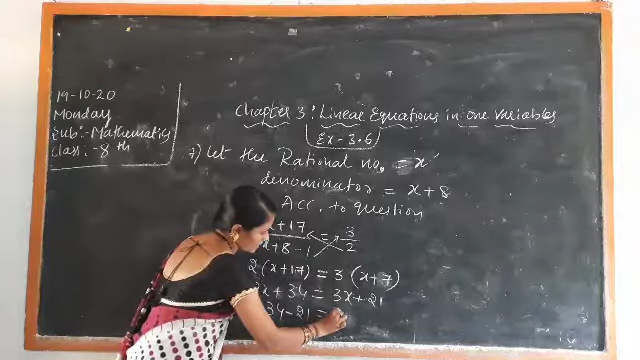 19-10-20
Monday
Sub:-Mathematics
Class:-8th
Chapter 3: Linear Equations in one variables
Ex-3.6
7) Let the Rational no. = x
denominator = x+8
Acc. to question
+17 = 3
x+8-1 2
2(x+17) = 3(x+7)
2x+34 = 3x+21
34-21 =